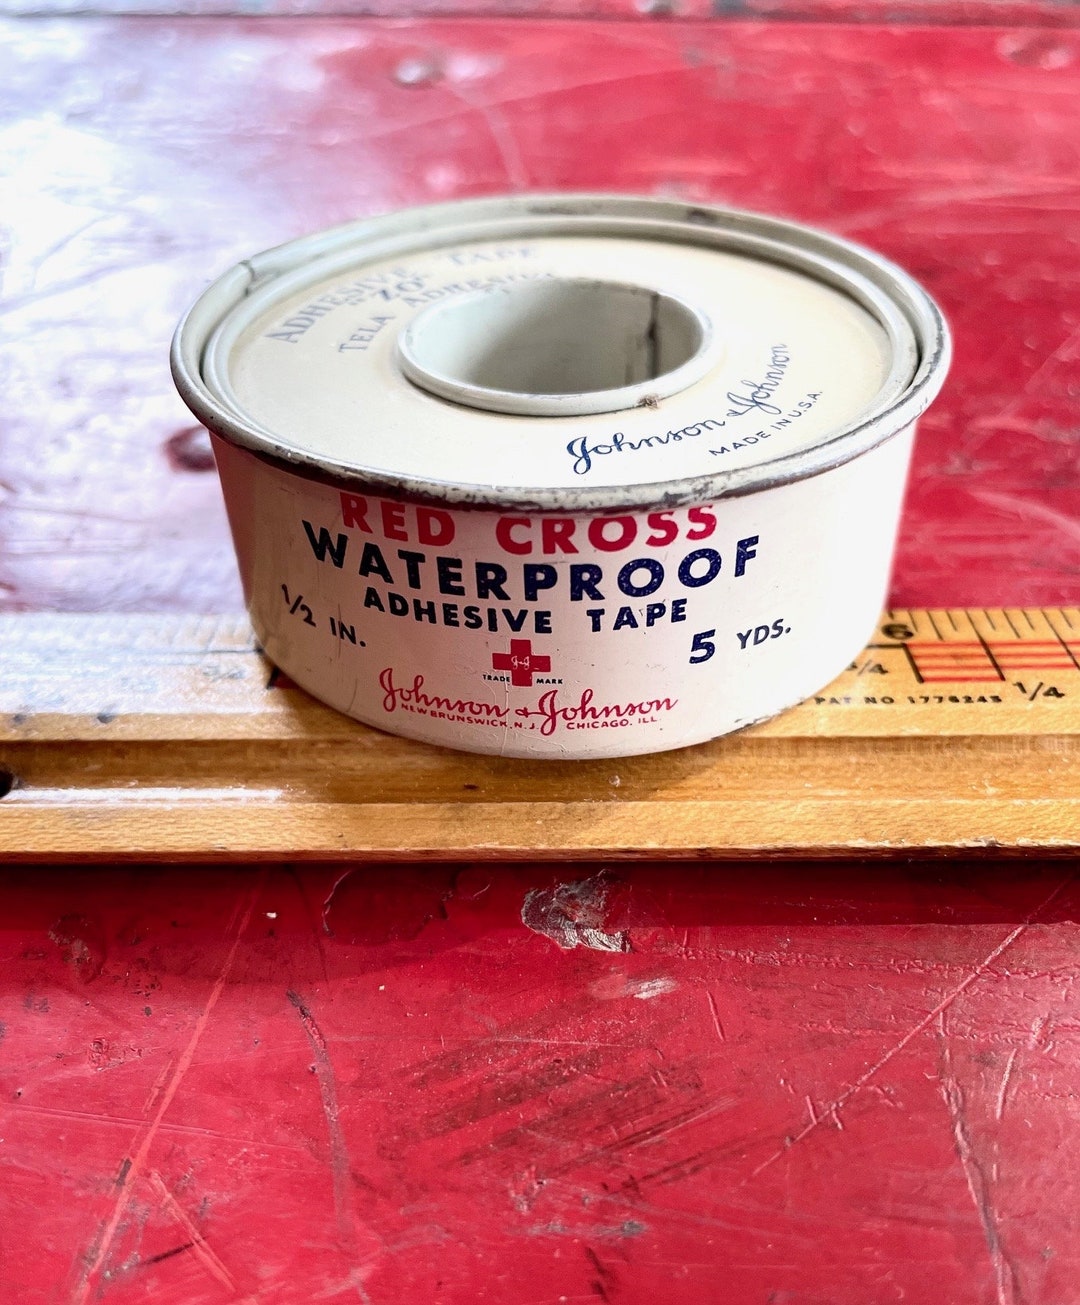 ADHESIVE TAPE
"ZO"
TELA ADHESIVA
Johnson & Johnson
MADE IN U.S.A.
RED CROSS
WATERPROOF
ADHESIVE TAPE
1/2 IN.
5 YDS.
J+J
TRADE MARK
Johnson & Johnson
NEW BRUNSWICK, N. J. CHICAGO, ILL.
6
1/4
PAT NO 1776243
1/4